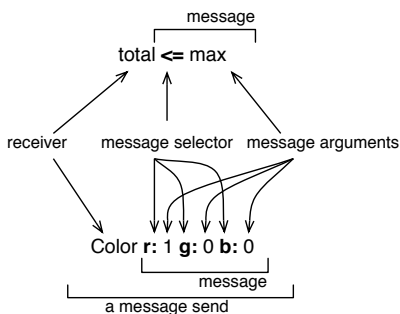 message
total <= max
receiver
message selector
message arguments
Color r: 1 g: 0 b: 0
message
a message send